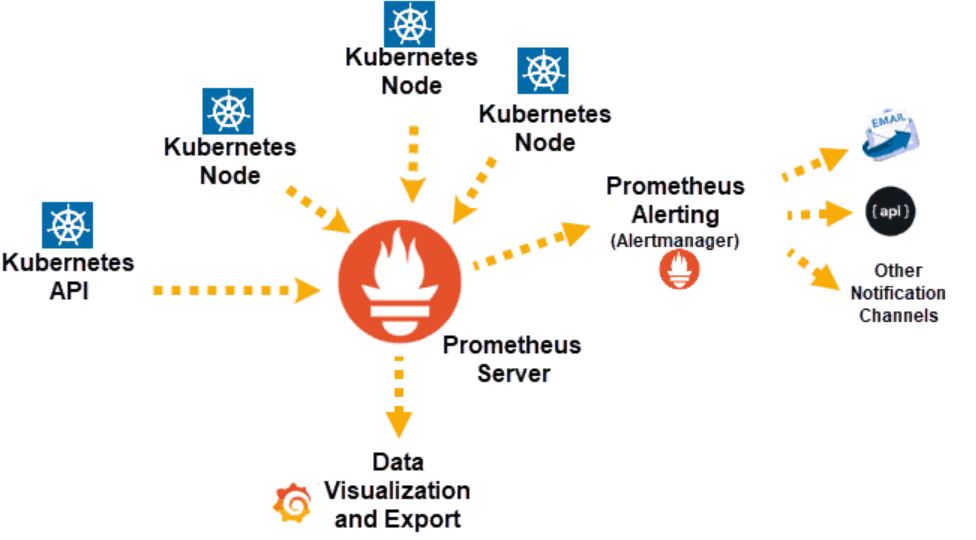 Kubernetes
Node
Kubernetes
Node
Kubernetes
Node
Kubernetes
API
Prometheus
Server
Prometheus
Alerting
(Alertmanager)
EMAIL
{api}
Other
Notification
Channels
Data
Visualization
and Export